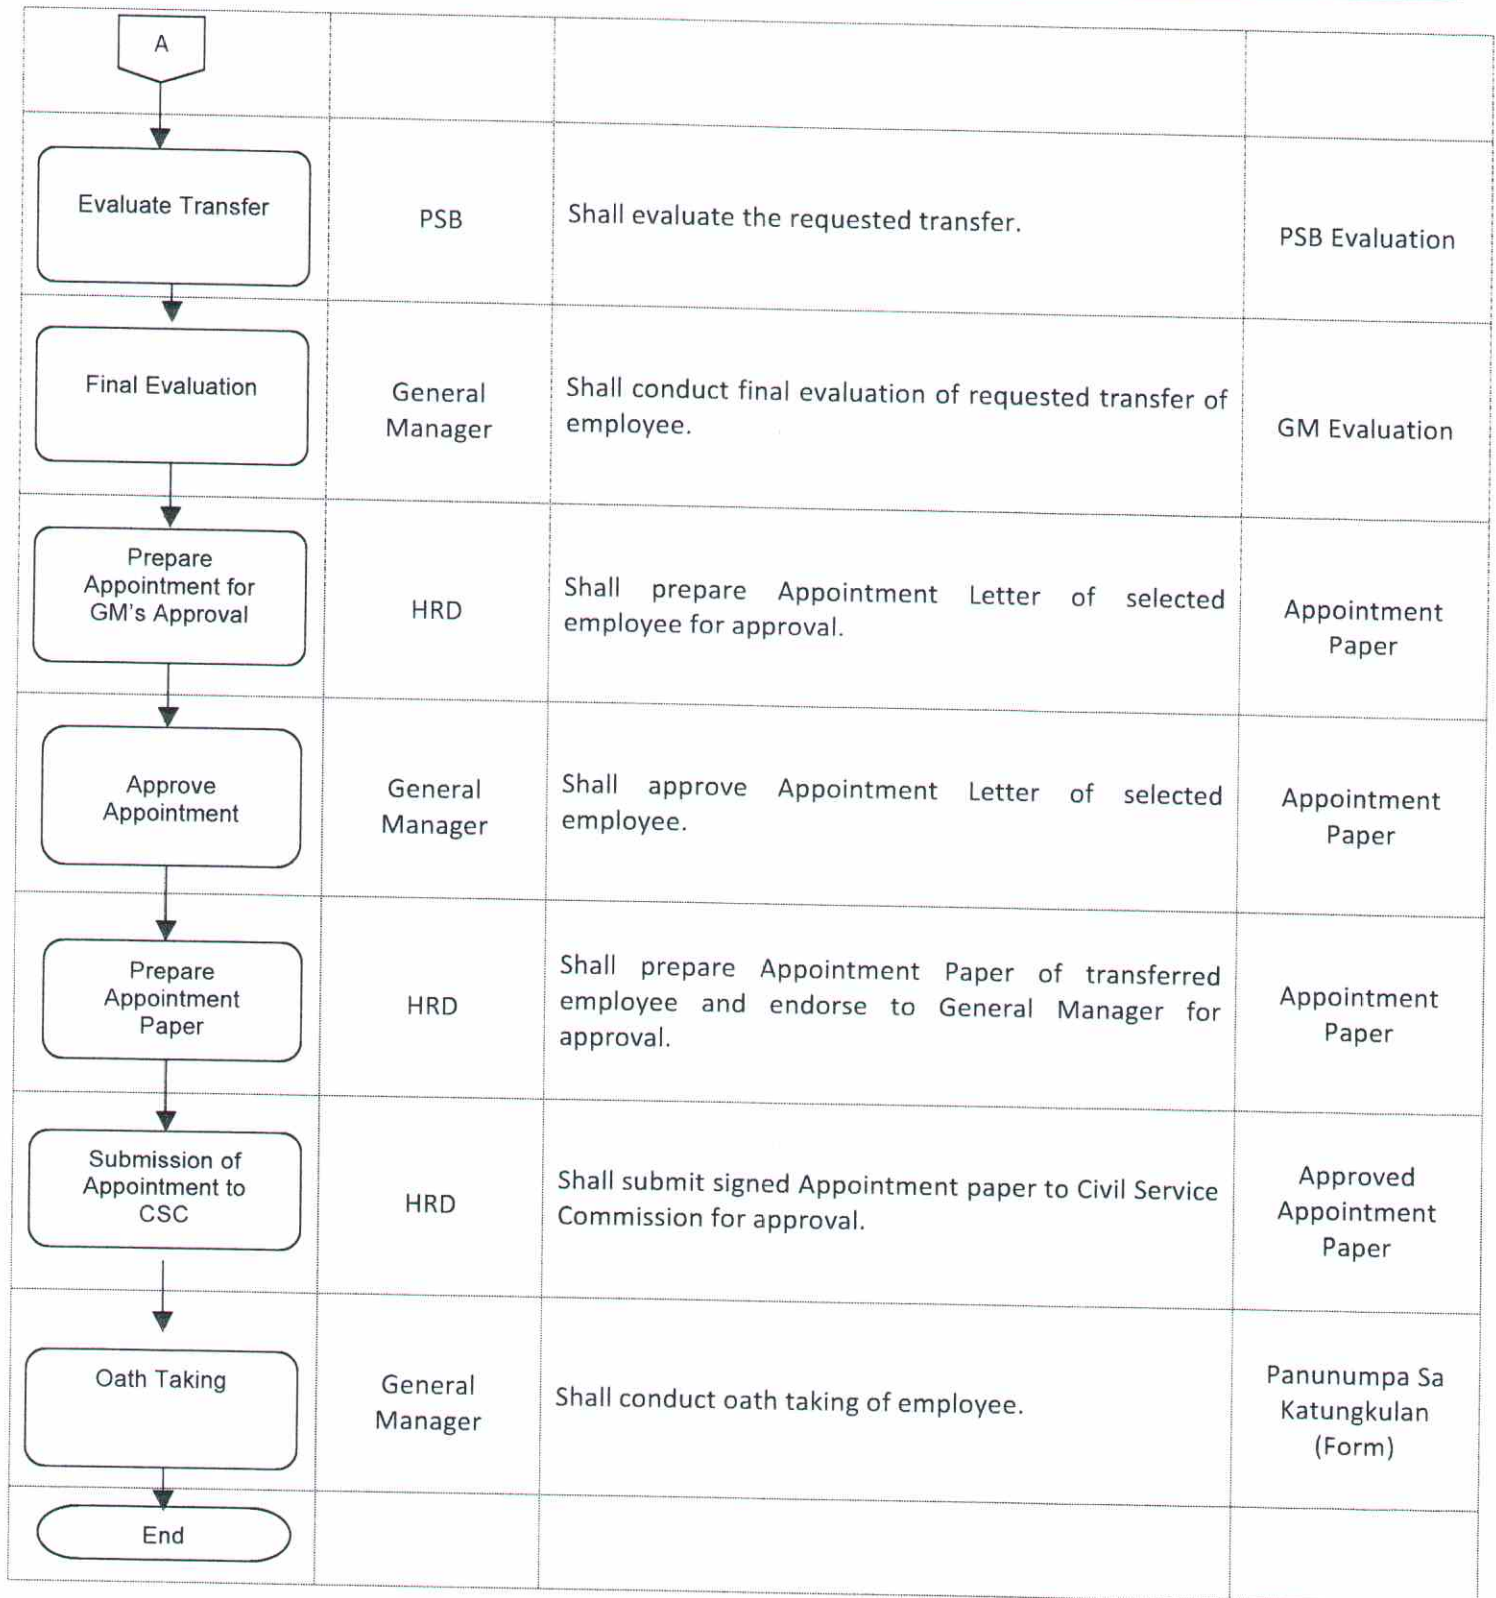 A
Evaluate Transfer
PSB
Shall evaluate the requested transfer.
PSB Evaluation
Final Evaluation
General
Manager
Shall conduct final evaluation of requested transfer of
employee.
GM Evaluation
Prepare
Appointment for
GM's Approval
HRD
Shall prepare Appointment Letter of selected
employee for approval.
Appointment
Paper
Approve
Appointment
General
Manager
Shall approve Appointment Letter of selected
employee.
Appointment
Paper
Prepare
Appointment
Paper
HRD
Shall prepare Appointment Paper of transferred
employee and endorse to General Manager for
approval.
Appointment
Paper
Submission of
Appointment to
CSC
HRD
Shall submit signed Appointment paper to Civil Service
Commission for approval.
Approved
Appointment
Paper
Oath Taking
General
Manager
Shall conduct oath taking of employee.
Panunumpa Sa
Katungkulan
(Form)
End